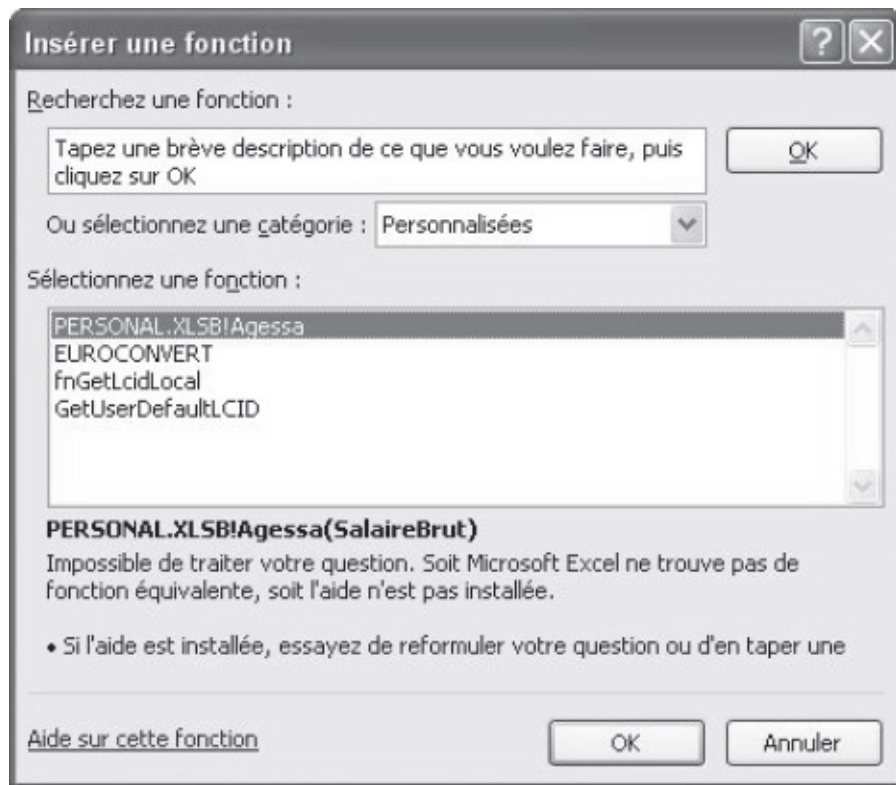 Insérer une fonction
Recherchez une fonction :
Tapez une brève description de ce que vous voulez faire, puis
cliquez sur OK
OK
Ou sélectionnez une catégorie : Personnalisées
Sélectionnez une fonction :
PERSONAL.XLSB!Agessa
EUROCONVERT
fnGetLcidLocal
GetUserDefaultLCID
PERSONAL.XLSB!Agessa(SalaireBrut)
Impossible de traiter votre question. Soit Microsoft Excel ne trouve pas de
fonction équivalente, soit l'aide n'est pas installée.
• Si l'aide est installée, essayez de reformuler votre question ou d'en taper une
Aide sur cette fonction
OK
Annuler